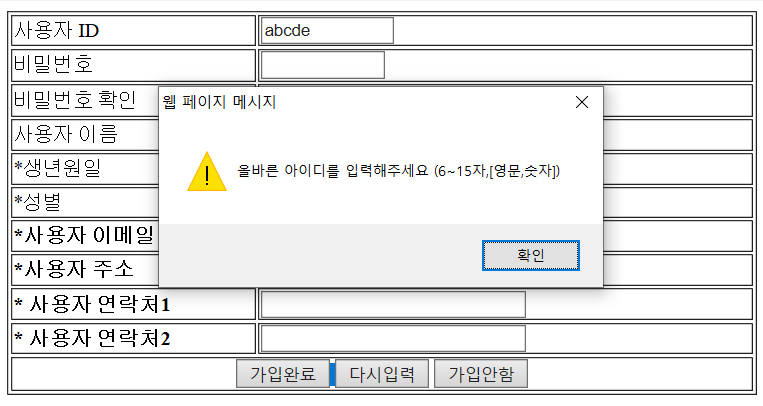 사용자 ID abcde
비밀번호
비밀번호 확인
웹 페이지 메시지
올바른 아이디를 입력해주세요 (6~15자,[영문,숫자])
확인
사용자 이름
*생년원일
*성별
*사용자 이메일
*사용자 주소
* 사용자 연락처1
* 사용자 연락처2
가입완료 다시입력 가입안함